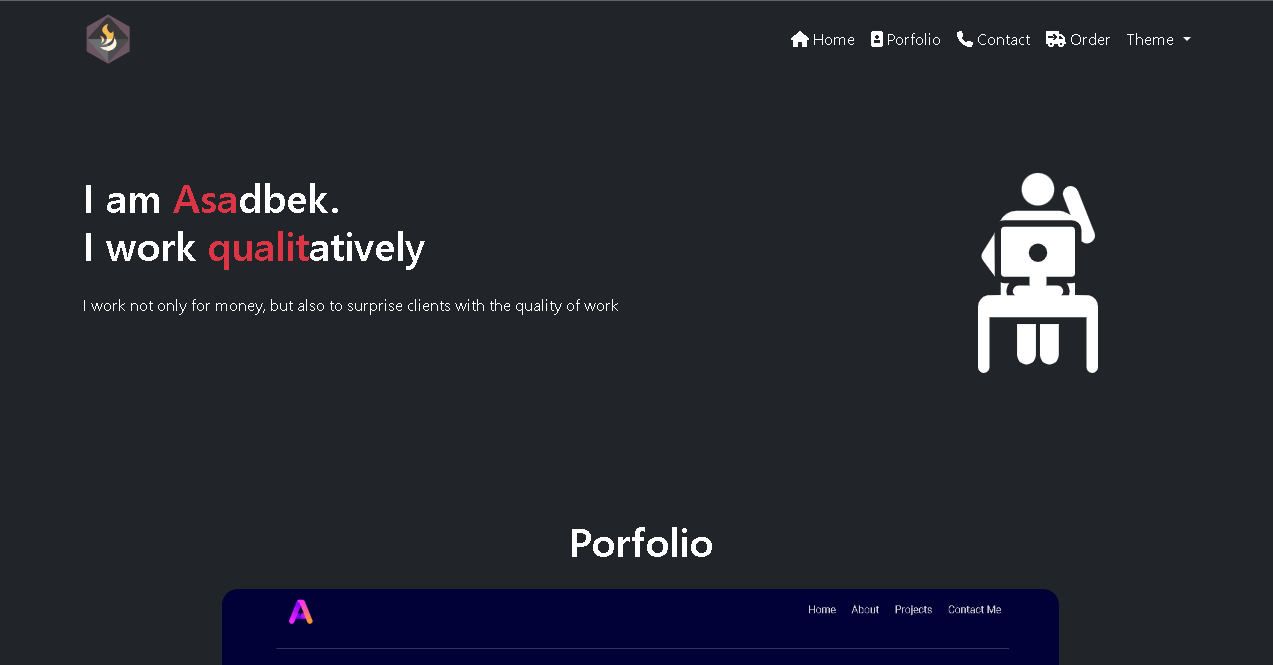 Home Porfolio Contact Order Theme
I am Asadbek.
I work qualitatively
I work not only for money, but also to surprise clients with the quality of work
Porfolio
Home About Projects Contact Me